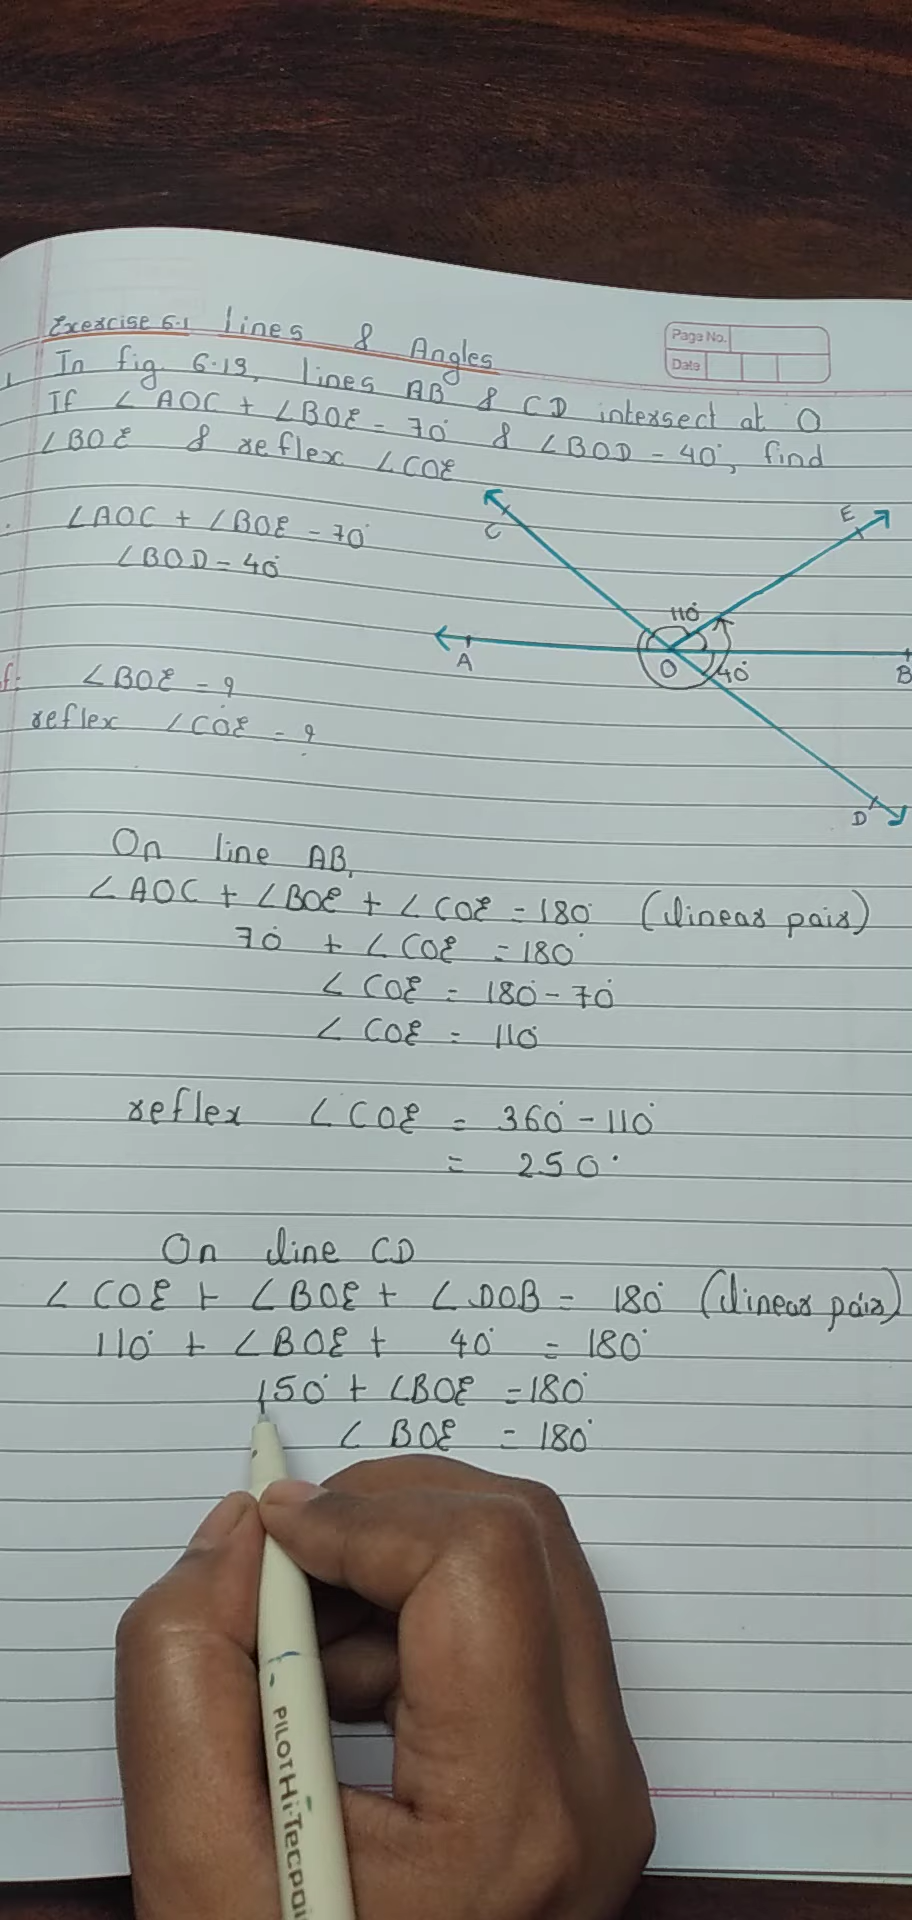 Exercise 6.1 Lines & Angles
Page No.
Date
1 In fig. 6.13, lines AB & CD intersect at O
If ∠AOC + ∠BOE = 70° & ∠BOD = 40°, find
∠BOE & reflex ∠COE
∠AOC + ∠BOE = 70°
∠BOD = 40°
C
E
110°
A
O
40°
B
D
f:
∠BOE = ?
reflex ∠COE = ?
On line AB,
∠AOC + ∠BOE + ∠COE = 180° (linear pair)
70° + ∠COE = 180°
∠COE = 180° - 70°
∠COE = 110°
reflex ∠COE = 360° - 110°
= 250°
On line CD
∠COE + ∠BOE + ∠DOB = 180° (linear pair)
110° + ∠BOE + 40° = 180°
150° + ∠BOE = 180°
∠BOE = 180°
PILOT HI-TECPOI